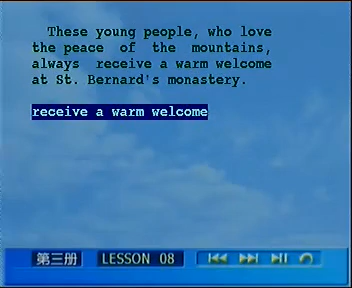 These young people, who love
the peace of the mountains,
always receive a warm welcome
at St. Bernard's monastery.
receive a warm welcome
第三册 LESSON 08